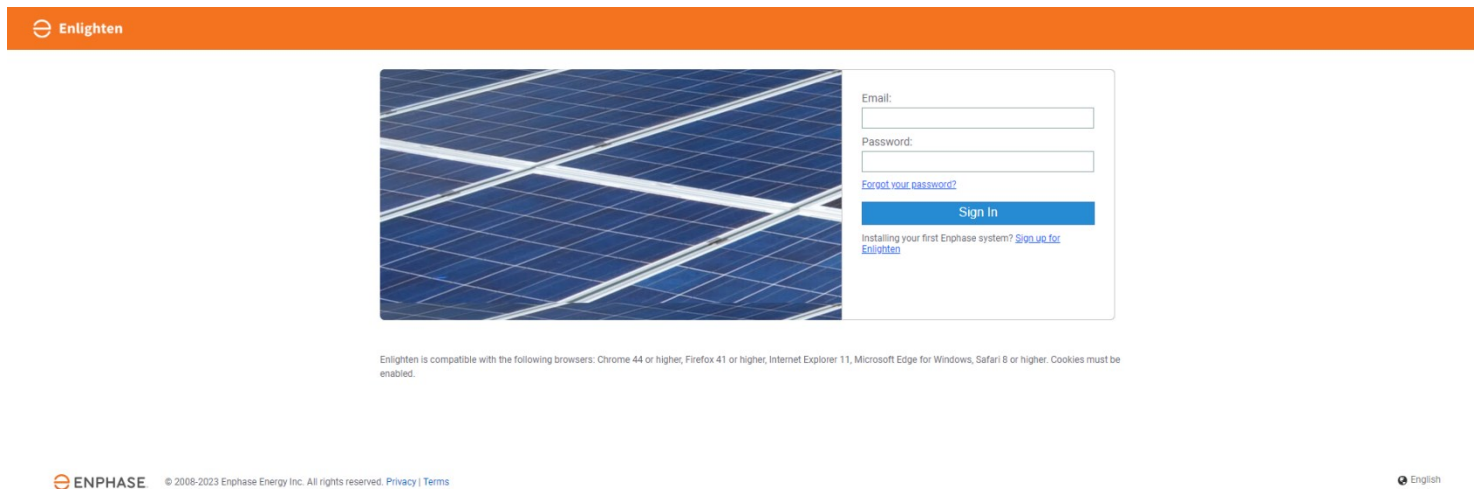 Enlighten
Email:
Password:
Forgot your password?
Sign In
Installing your first Enphase system? Sign up for
Enlighten
Enlighten is compatible with the following browsers: Chrome 44 or higher, Firefox 41 or higher, Internet Explorer 11, Microsoft Edge for Windows, Safari 8 or higher. Cookies must be
enabled.
ENPHASE. © 2008-2023 Enphase Energy Inc. All rights reserved. Privacy | Terms
English